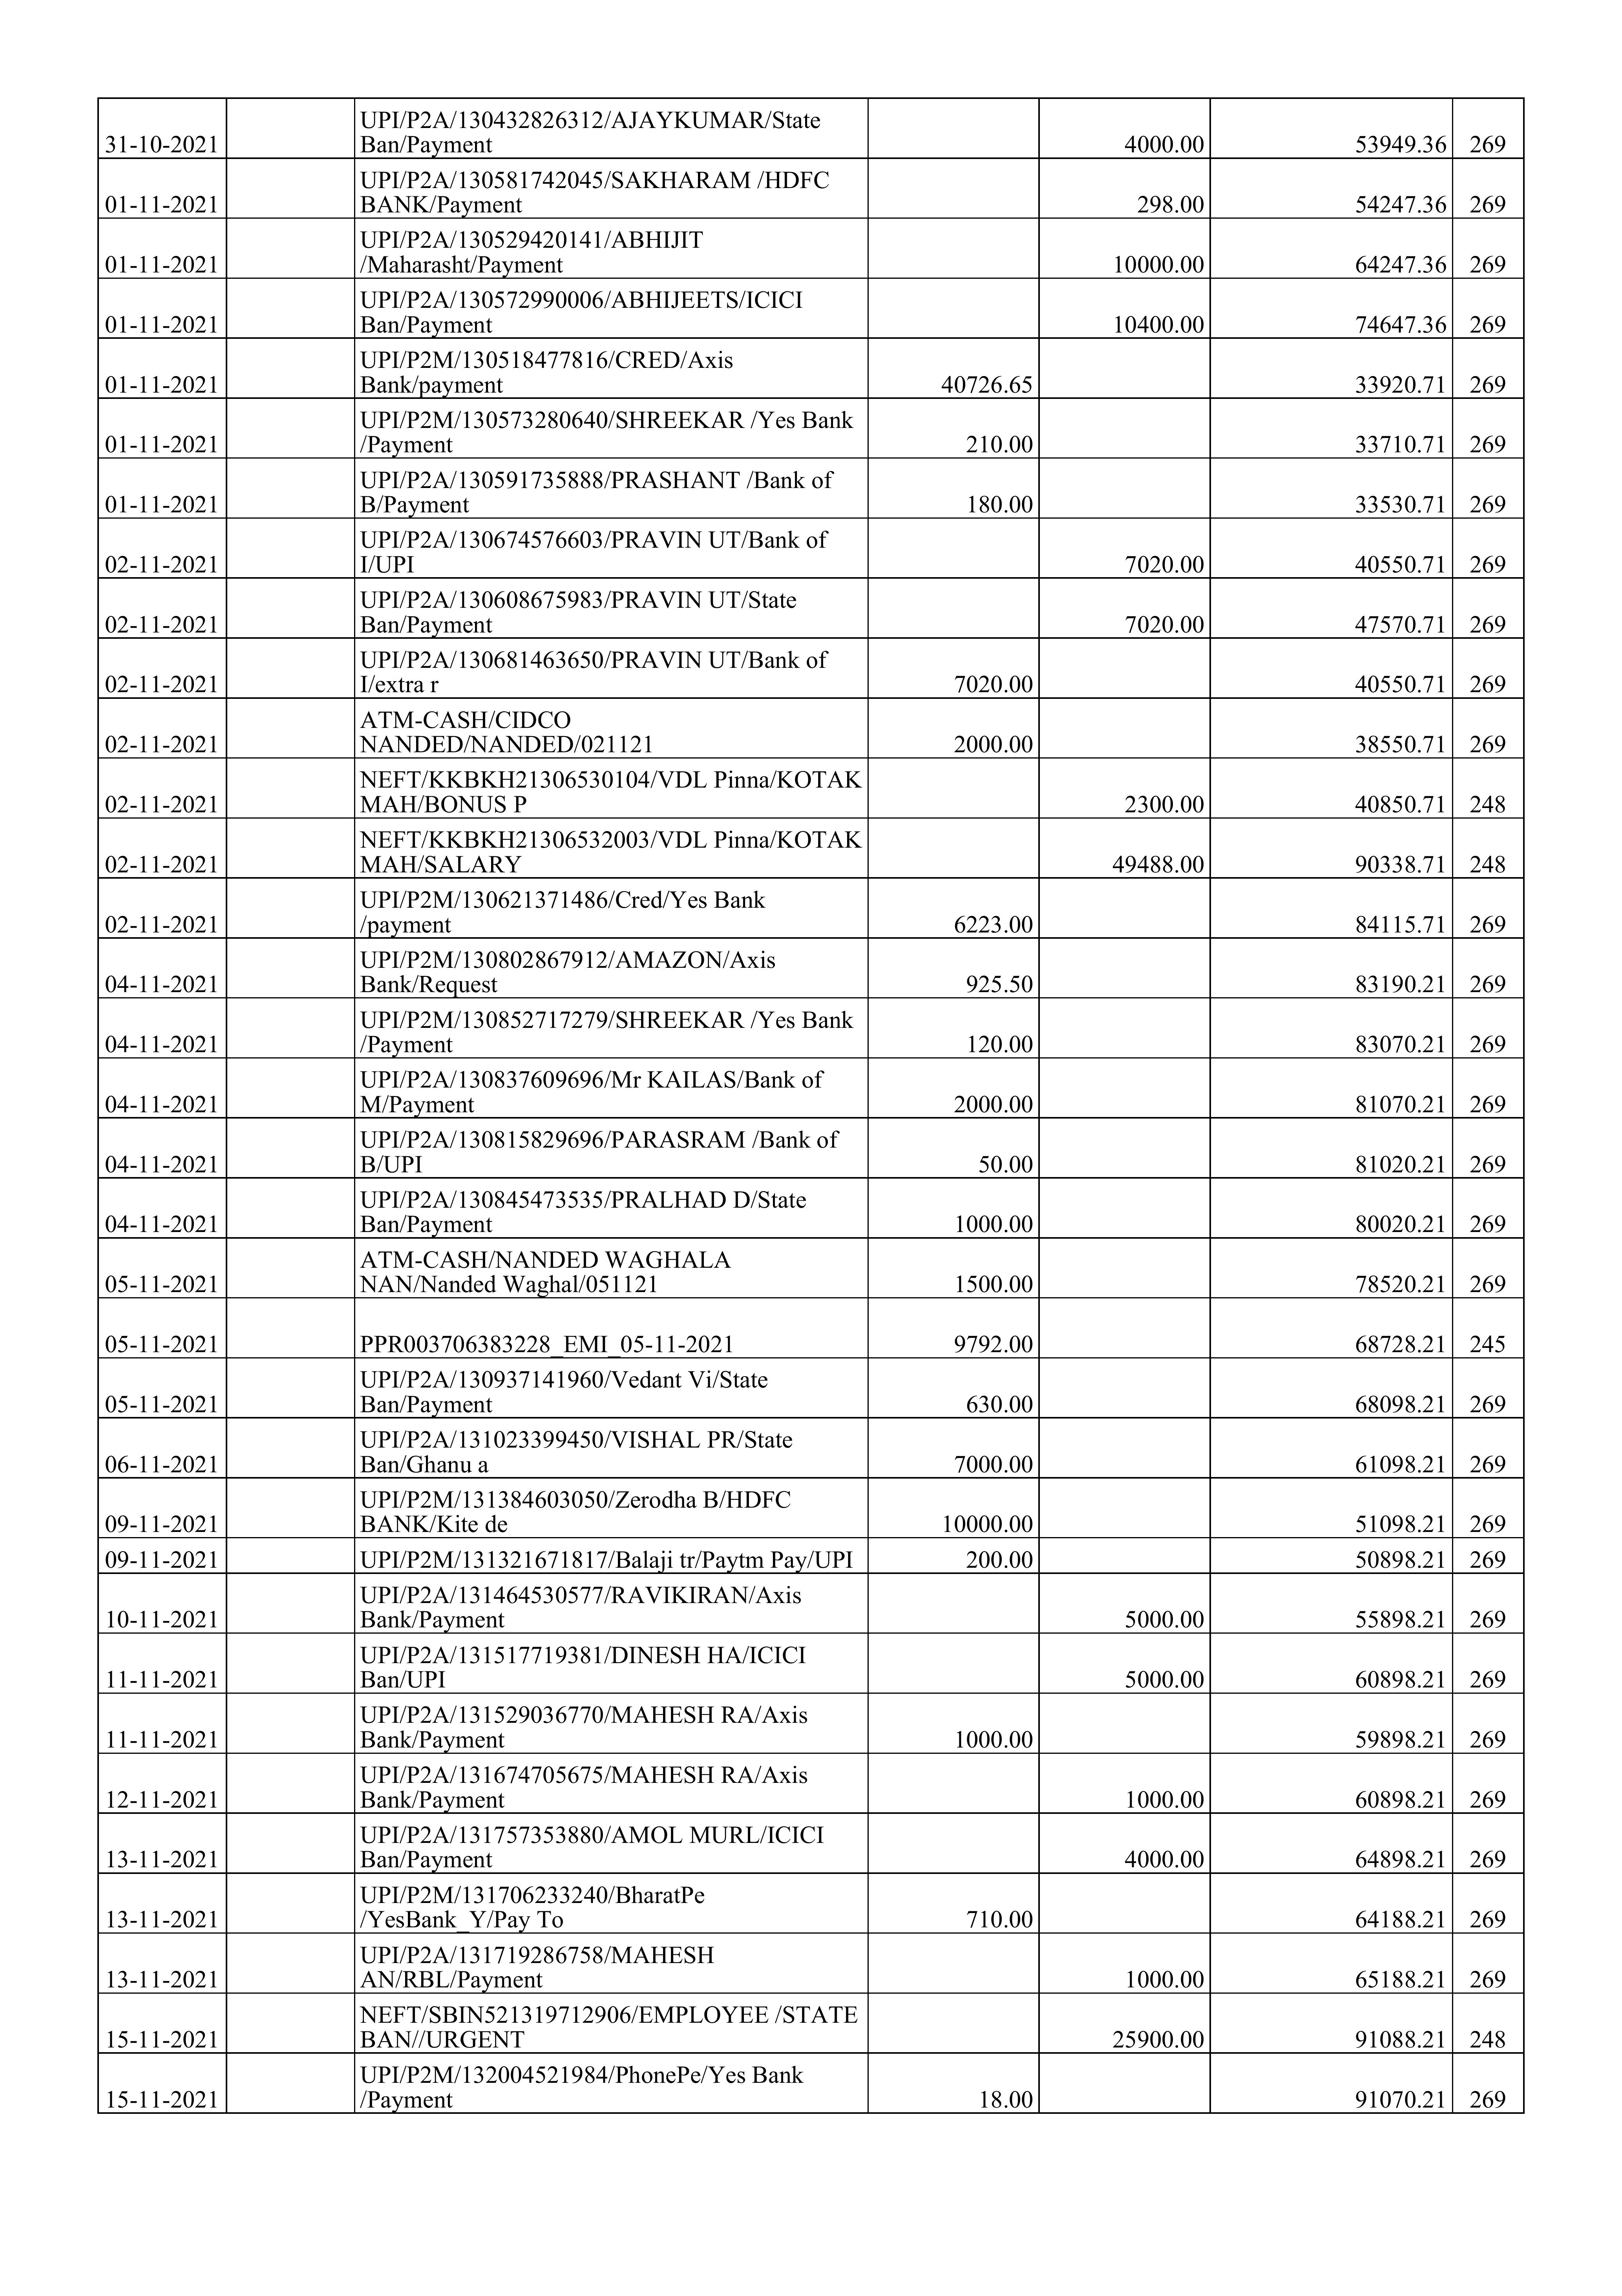 UPI/P2A/130432826312/AJAYKUMAR/State
31-10-2021 Ban/Payment 4000.00 53949.36 269
UPI/P2A/130581742045/SAKHARAM /HDFC
01-11-2021 BANK/Payment 298.00 54247.36 269
UPI/P2A/130529420141/ABHIJIT
01-11-2021 /Maharasht/Payment 10000.00 64247.36 269
UPI/P2A/130572990006/ABHIJEETS/ICICI
01-11-2021 Ban/Payment 10400.00 74647.36 269
UPI/P2M/130518477816/CRED/Axis
01-11-2021 Bank/payment 40726.65 33920.71 269
UPI/P2M/130573280640/SHREEKAR /Yes Bank
01-11-2021 /Payment 210.00 33710.71 269
UPI/P2A/130591735888/PRASHANT /Bank of
01-11-2021 B/Payment 180.00 33530.71 269
UPI/P2A/130674576603/PRAVIN UT/Bank of
02-11-2021 I/UPI 7020.00 40550.71 269
UPI/P2A/130608675983/PRAVIN UT/State
02-11-2021 Ban/Payment 7020.00 47570.71 269
UPI/P2A/130681463650/PRAVIN UT/Bank of
02-11-2021 I/extra r 7020.00 40550.71 269
ATM-CASH/CIDCO
02-11-2021 NANDED/NANDED/021121 2000.00 38550.71 269
NEFT/KKBKH21306530104/VDL Pinna/KOTAK
02-11-2021 MAH/BONUS P 2300.00 40850.71 248
NEFT/KKBKH21306532003/VDL Pinna/KOTAK
02-11-2021 MAH/SALARY 49488.00 90338.71 248
UPI/P2M/130621371486/Cred/Yes Bank
02-11-2021 /payment 6223.00 84115.71 269
UPI/P2M/130802867912/AMAZON/Axis
04-11-2021 Bank/Request 925.50 83190.21 269
UPI/P2M/130852717279/SHREEKAR /Yes Bank
04-11-2021 /Payment 120.00 83070.21 269
UPI/P2A/130837609696/Mr KAILAS/Bank of
04-11-2021 M/Payment 2000.00 81070.21 269
UPI/P2A/130815829696/PARASRAM /Bank of
04-11-2021 B/UPI 50.00 81020.21 269
UPI/P2A/130845473535/PRALHAD D/State
04-11-2021 Ban/Payment 1000.00 80020.21 269
ATM-CASH/NANDED WAGHALA
05-11-2021 NAN/Nanded Waghal/051121 1500.00 78520.21 269
05-11-2021 PPR003706383228_EMI_05-11-2021 9792.00 68728.21 245
UPI/P2A/130937141960/Vedant Vi/State
05-11-2021 Ban/Payment 630.00 68098.21 269
UPI/P2A/131023399450/VISHAL PR/State
06-11-2021 Ban/Ghanu a 7000.00 61098.21 269
UPI/P2M/131384603050/Zerodha B/HDFC
09-11-2021 BANK/Kite de 10000.00 51098.21 269
09-11-2021 UPI/P2M/131321671817/Balaji tr/Paytm Pay/UPI 200.00 50898.21 269
UPI/P2A/131464530577/RAVIKIRAN/Axis
10-11-2021 Bank/Payment 5000.00 55898.21 269
UPI/P2A/131517719381/DINESH HA/ICICI
11-11-2021 Ban/UPI 5000.00 60898.21 269
UPI/P2A/131529036770/MAHESH RA/Axis
11-11-2021 Bank/Payment 1000.00 59898.21 269
UPI/P2A/131674705675/MAHESH RA/Axis
12-11-2021 Bank/Payment 1000.00 60898.21 269
UPI/P2A/131757353880/AMOL MURL/ICICI
13-11-2021 Ban/Payment 4000.00 64898.21 269
UPI/P2M/131706233240/BharatPe
13-11-2021 /YesBank_Y/Pay To 710.00 64188.21 269
UPI/P2A/131719286758/MAHESH
13-11-2021 AN/RBL/Payment 1000.00 65188.21 269
NEFT/SBIN521319712906/EMPLOYEE /STATE
15-11-2021 BAN//URGENT 25900.00 91088.21 248
UPI/P2M/132004521984/PhonePe/Yes Bank
15-11-2021 /Payment 18.00 91070.21 269